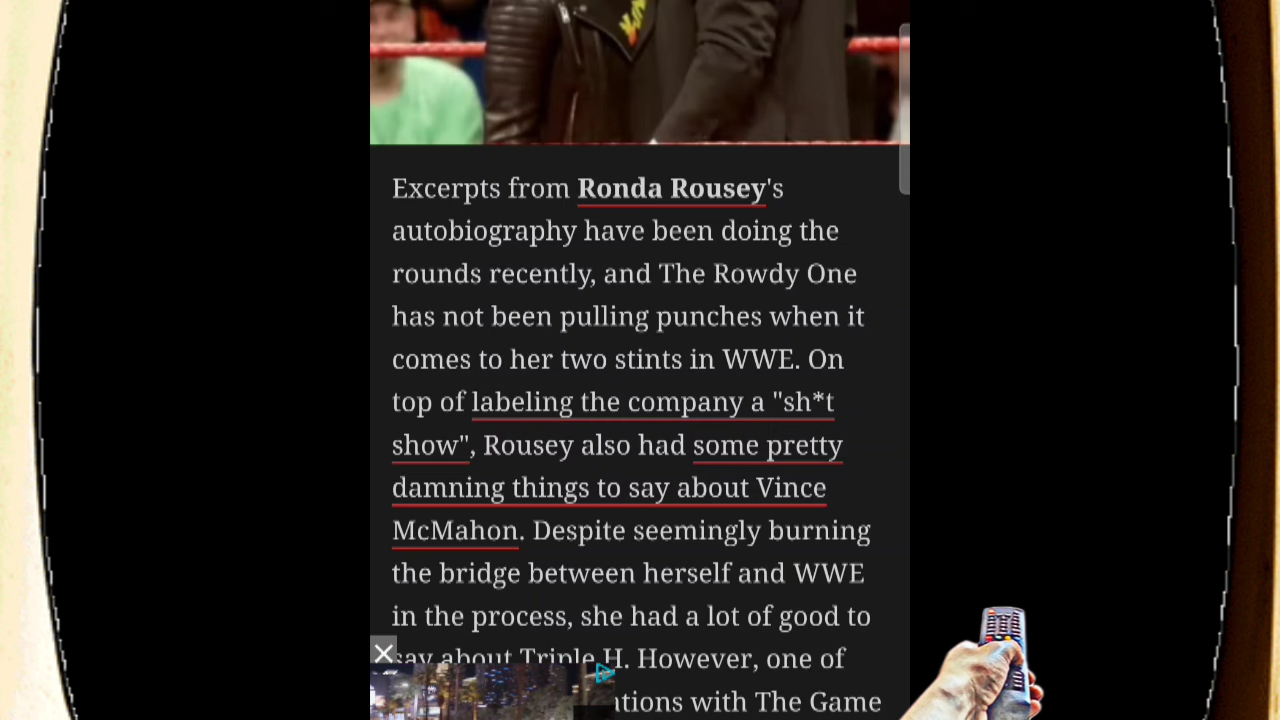 Excerpts from Ronda Rousey's
autobiography have been doing the
rounds recently, and The Rowdy One
has not been pulling punches when it
comes to her two stints in WWE. On
top of labeling the company a "sh*t
show", Rousey also had some pretty
damning things to say about Vince
McMahon. Despite seemingly burning
the bridge between herself and WWE
in the process, she had a lot of good to
say about Triple H. However, one of
with The Game